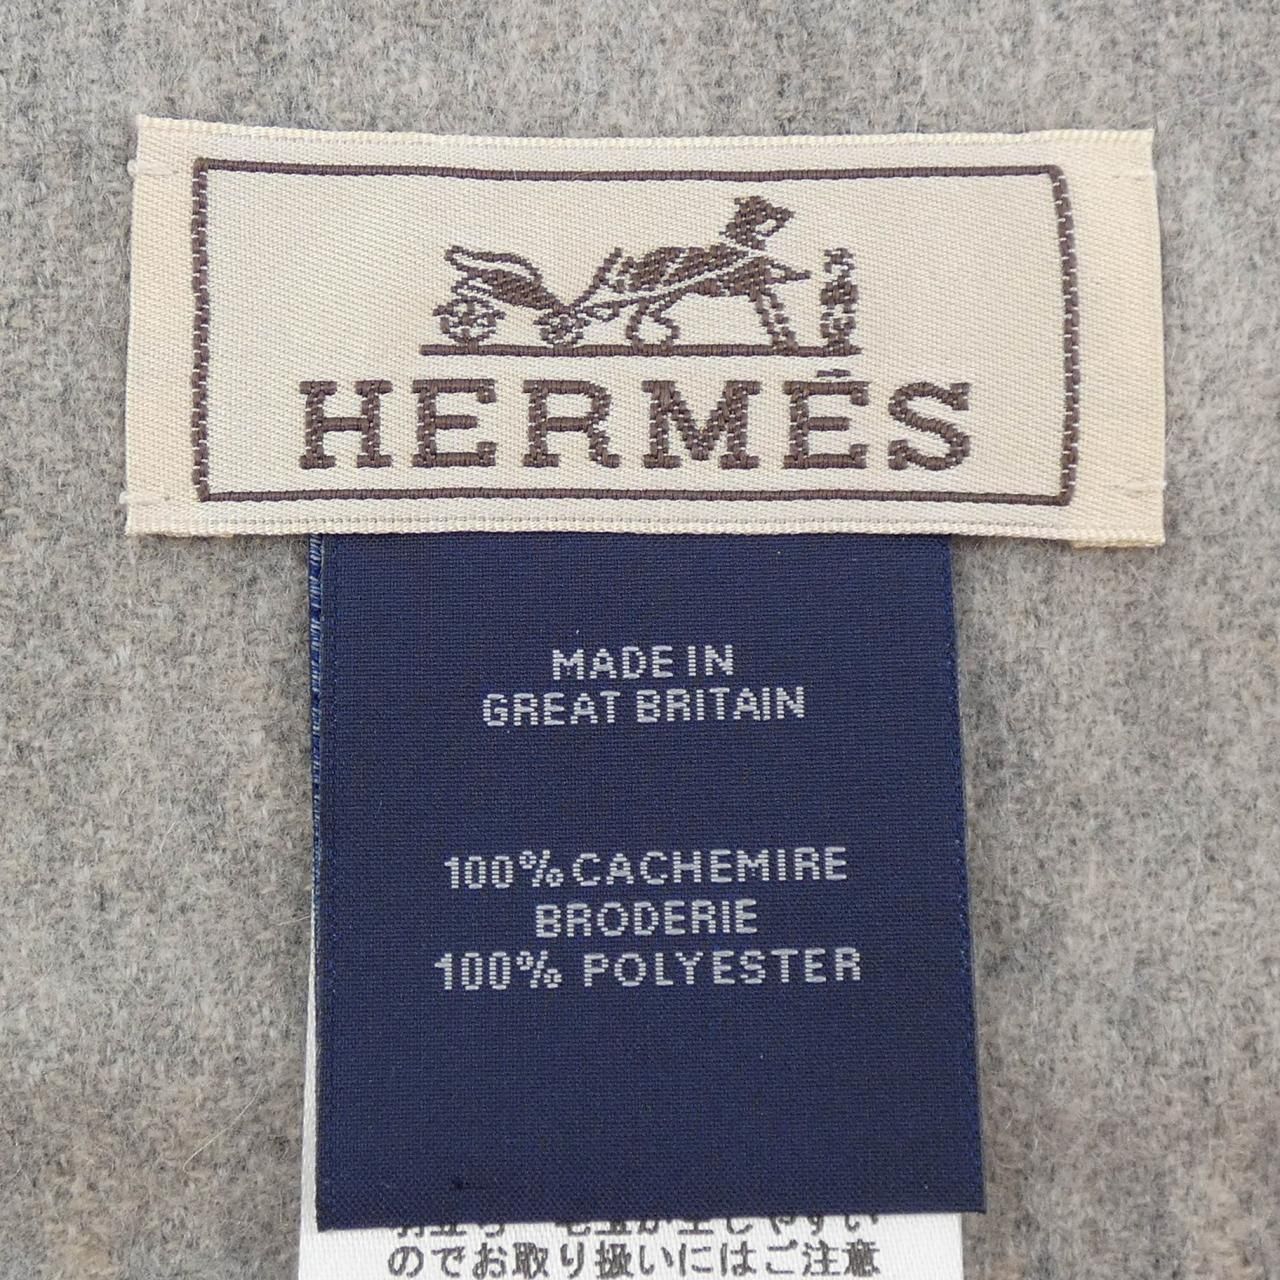 HERMÈS
MADE IN
GREAT BRITAIN
100% CACHEMIRE
BRODERIE
100% POLYESTER
のでお取り扱いにはご注意